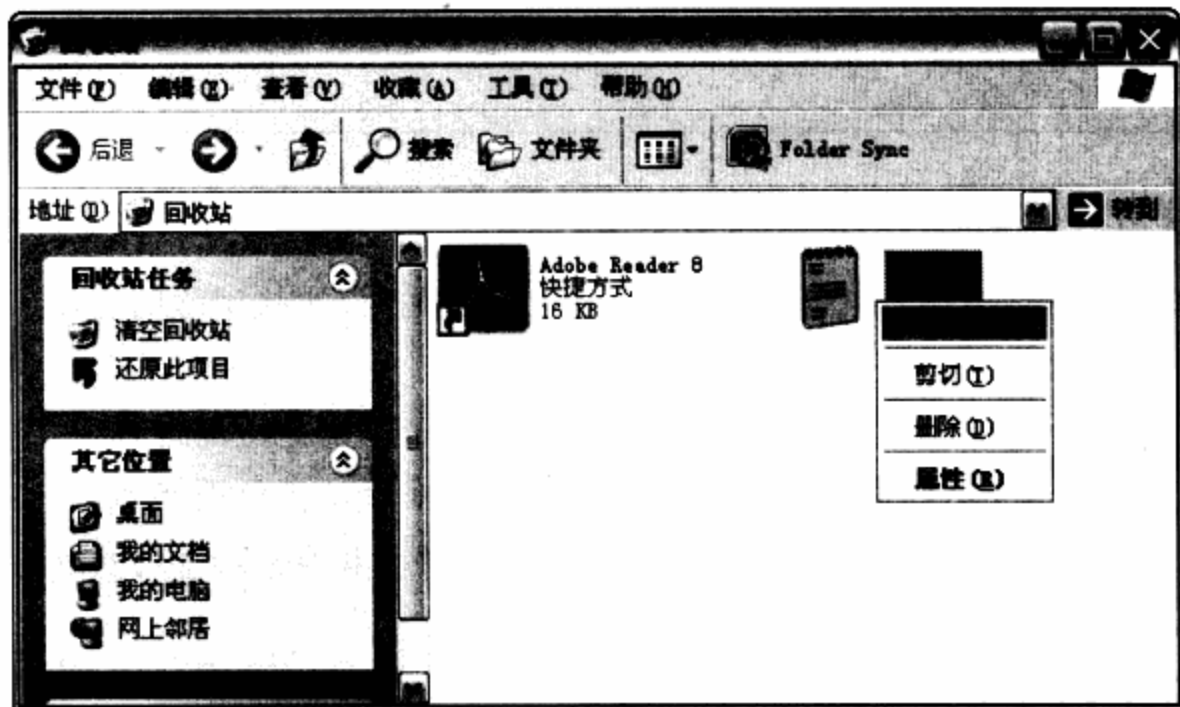 文件(F) 编辑(E) 查看(V) 收藏(A) 工具(T) 帮助(H)
后退 搜索 文件夹 Folder Sync
地址(D) 回收站 转到
回收站任务
清空回收站
还原此项目
其它位置
桌面
我的文档
我的电脑
网上邻居
Adobe Reader 8
快捷方式
16 KB
剪切(T)
删除(D)
属性(R)